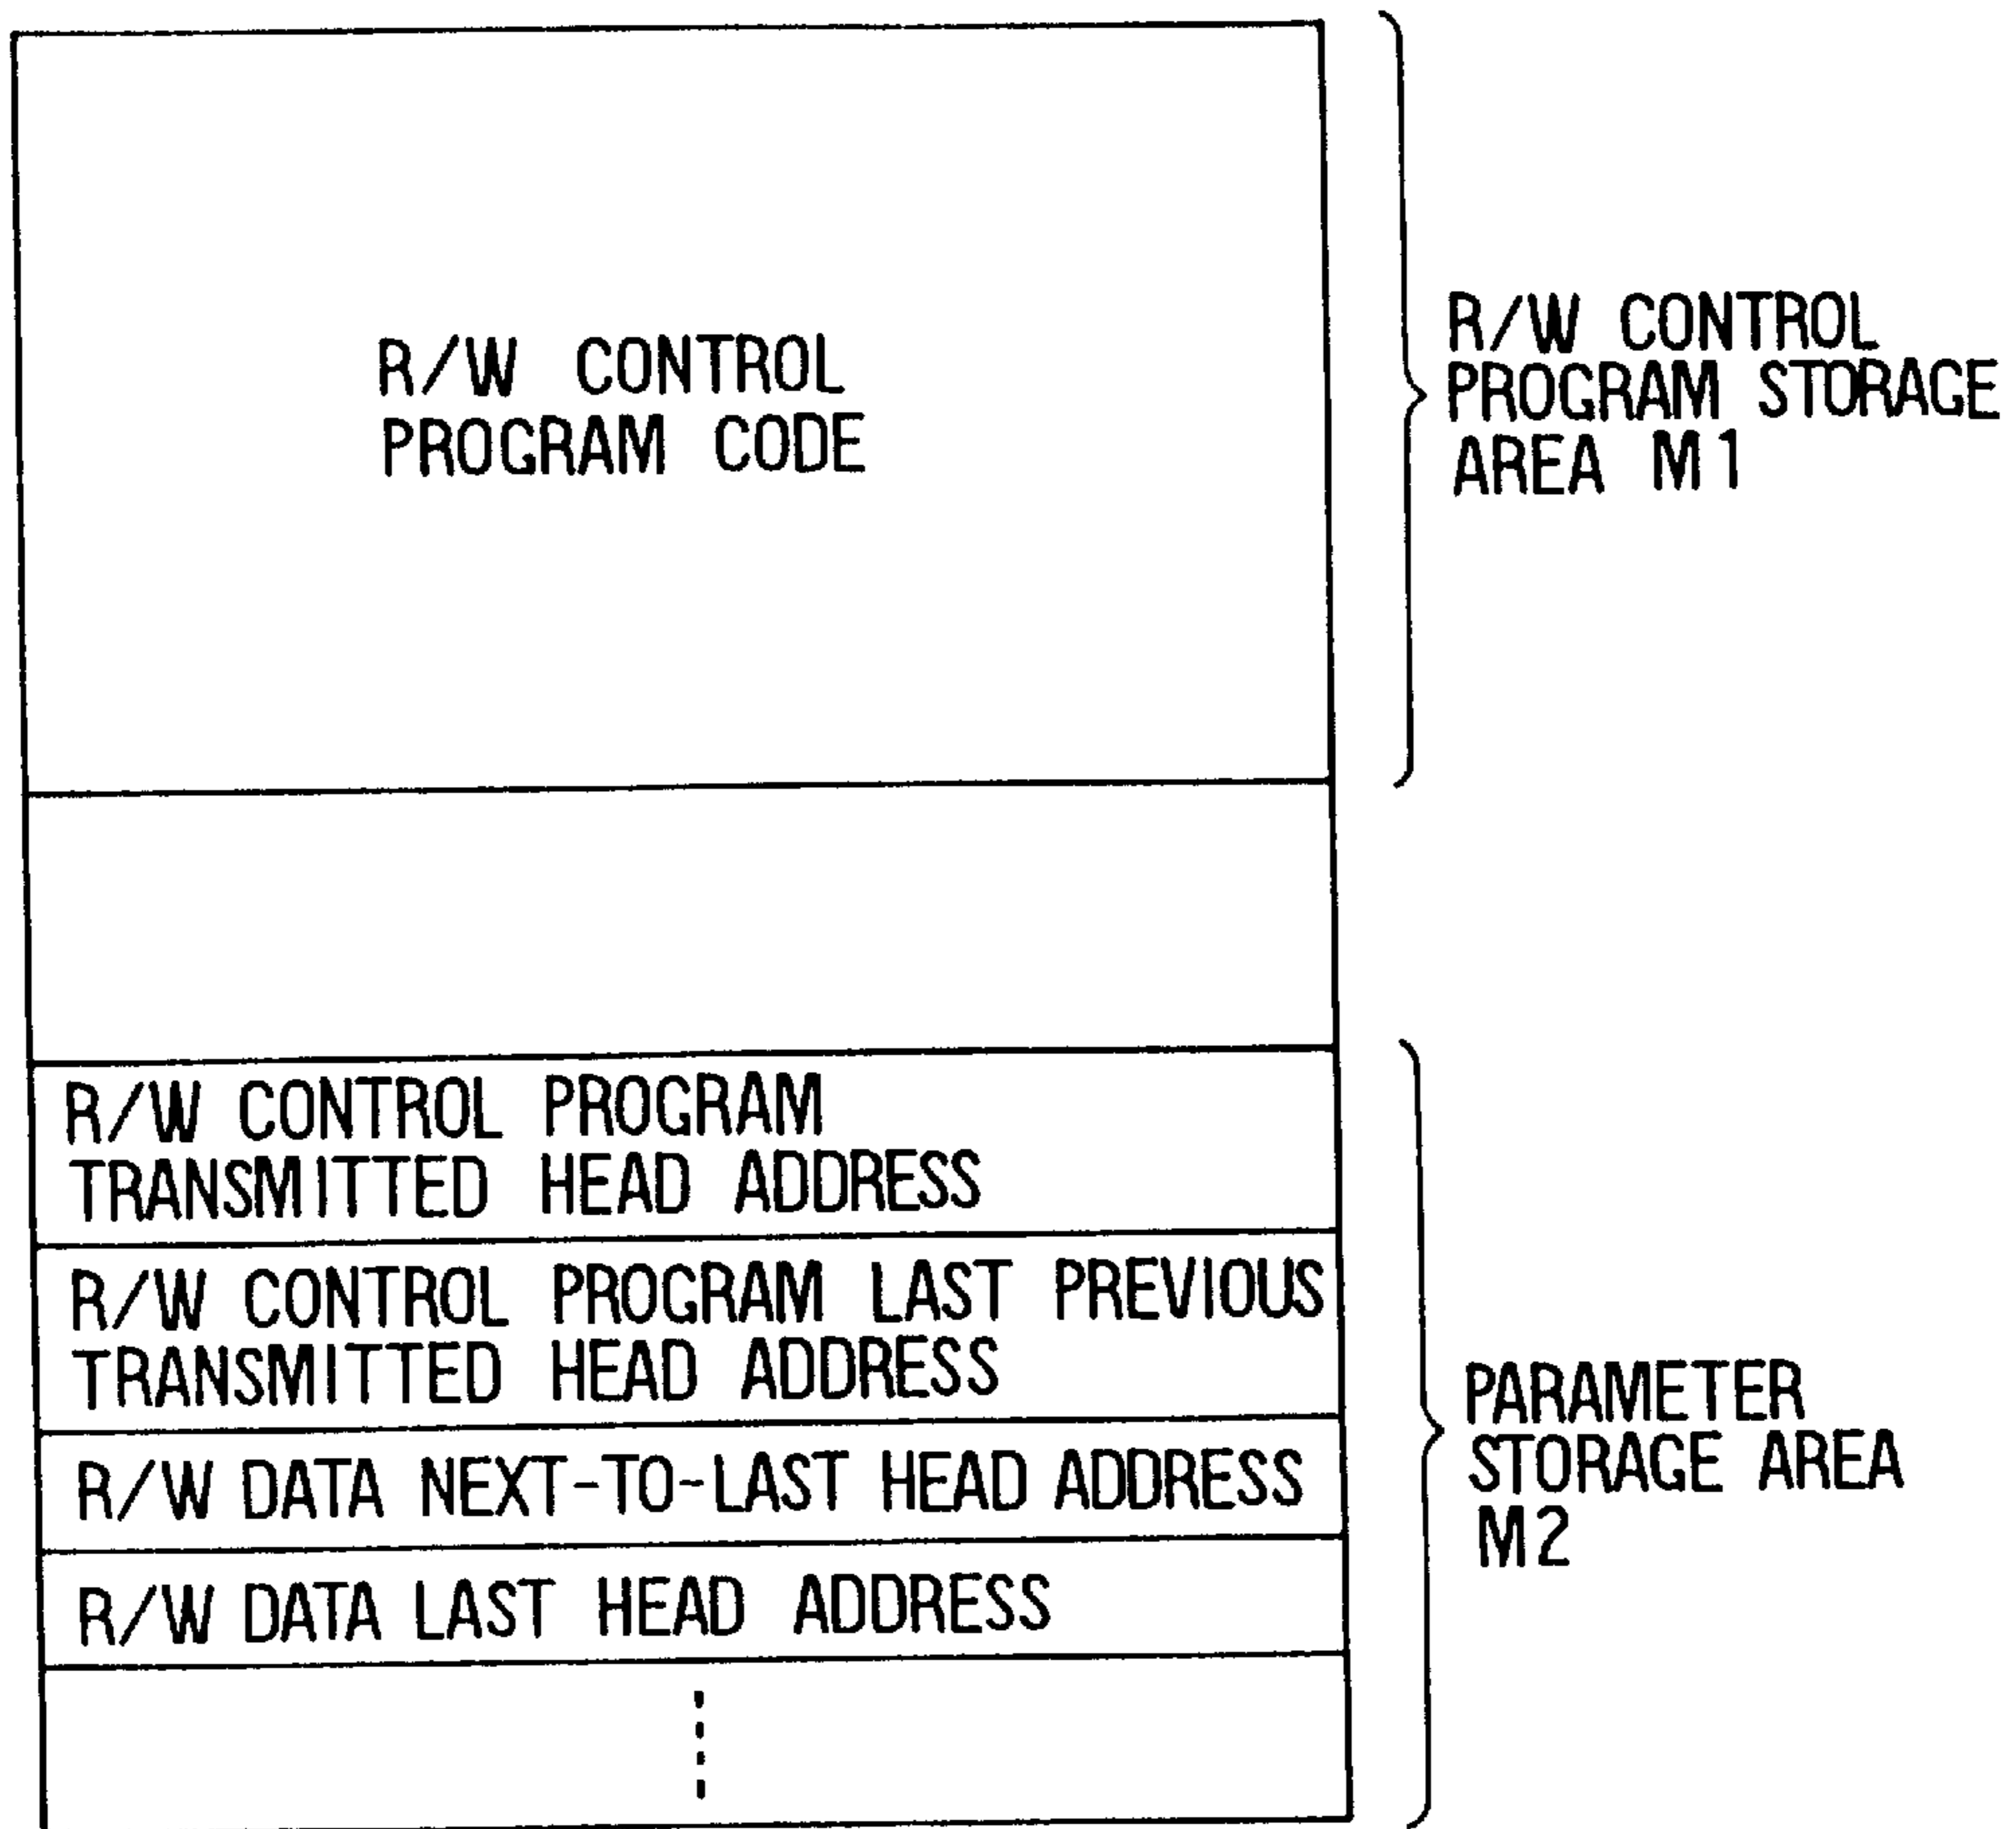 R/W CONTROL
PROGRAM CODE
R/W CONTROL
PROGRAM STORAGE
AREA M1
R/W CONTROL PROGRAM
TRANSMITTED HEAD ADDRESS
R/W CONTROL PROGRAM LAST PREVIOUS
TRANSMITTED HEAD ADDRESS
R/W DATA NEXT-TO-LAST HEAD ADDRESS
R/W DATA LAST HEAD ADDRESS
PARAMETER
STORAGE AREA
M2